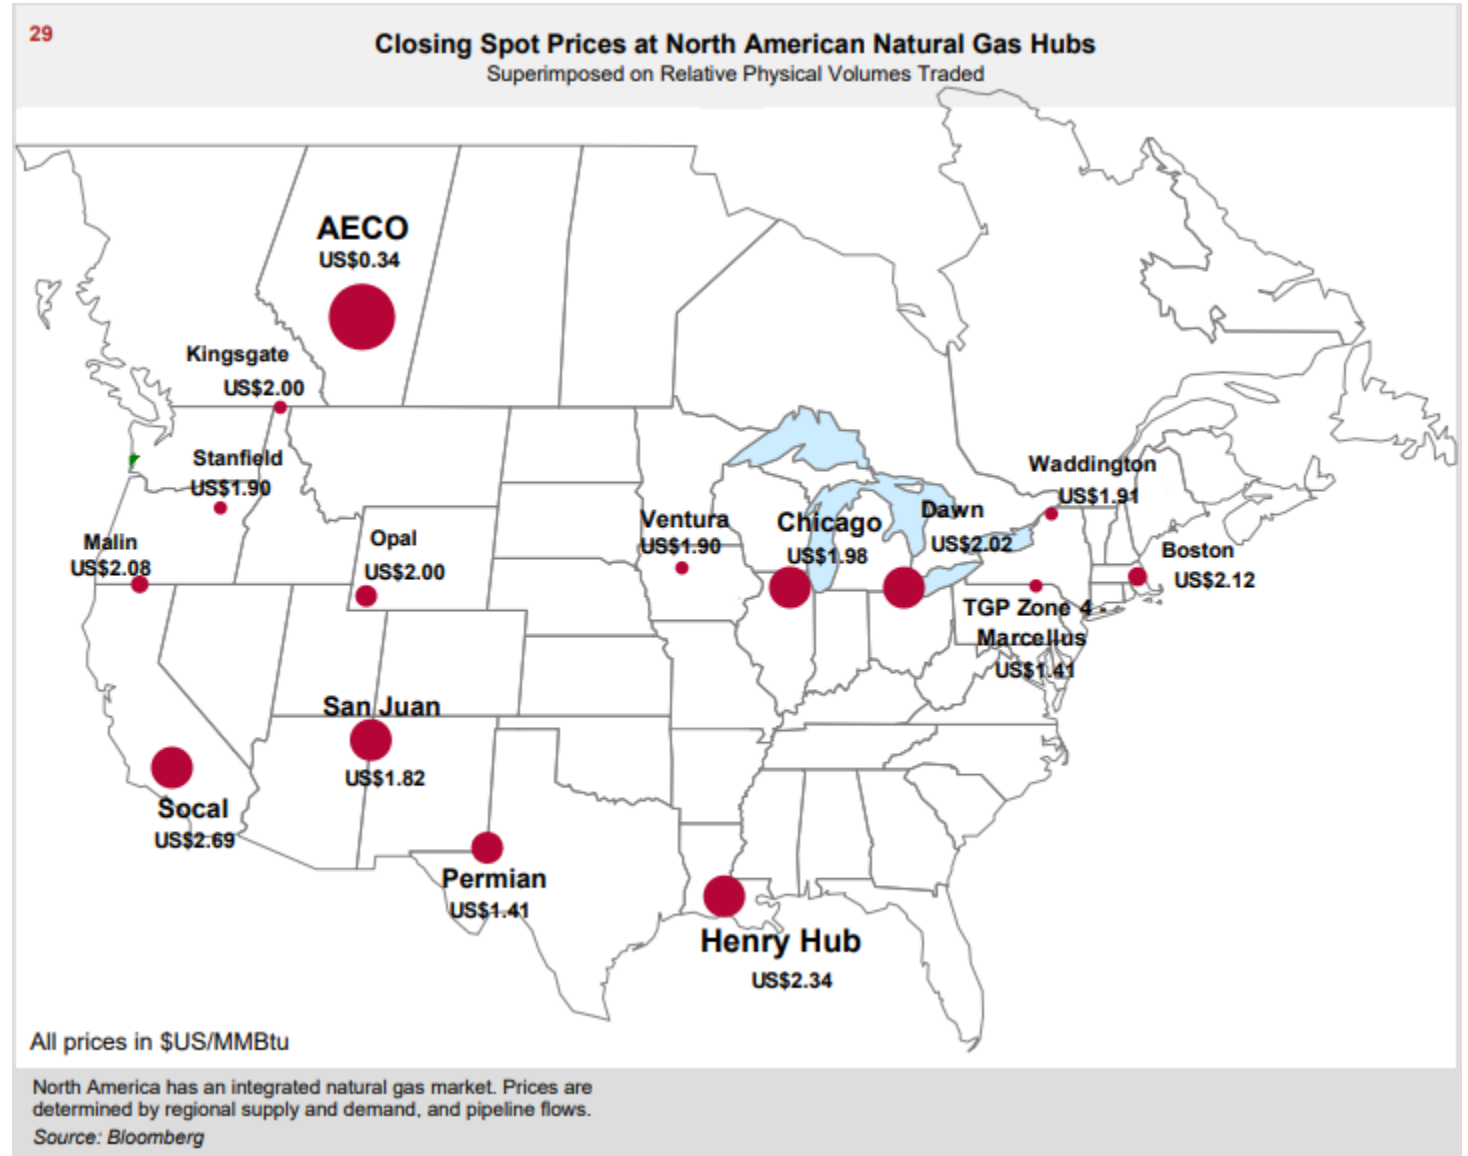 29
Closing Spot Prices at North American Natural Gas Hubs
Superimposed on Relative Physical Volumes Traded
AECO
US$0.34
Kingsgate
US$2.00
Stanfield
US$1.90
Malin
US$2.08
Opal
US$2.00
Ventura
US$1.90
Chicago
US$1.98
Dawn
US$2.02
Waddington
US$1.91
Boston
US$2.12
TGP Zone 4 -
Marcellus
US$1.41
San Juan
US$1.82
Socal
US$2.69
Permian
US$1.41
Henry Hub
US$2.34
All prices in $US/MMBtu
North America has an integrated natural gas market. Prices are
determined by regional supply and demand, and pipeline flows.
Source: Bloomberg